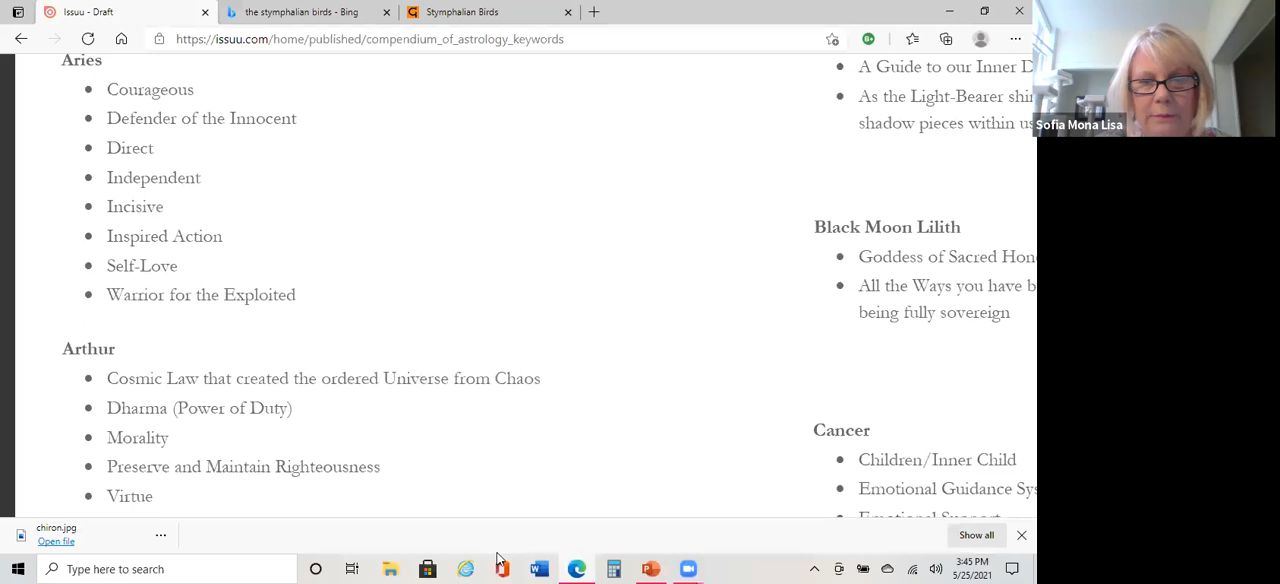 Issuu - Draft
the stymphalian birds - Bing
Stymphalian Birds
https://issuu.com/home/published/compendium_of_astrology_keywords
Aries
Courageous
Defender of the Innocent
Direct
Independent
Incisive
Inspired Action
Self-Love
Warrior for the Exploited
Arthur
Cosmic Law that created the ordered Universe from Chaos
Dharma (Power of Duty)
Morality
Preserve and Maintain Righteousness
Virtue
A Guide to our Inner D
As the Light-Bearer shi
shadow pieces within us
Black Moon Lilith
Goddess of Sacred Hon
All the Ways you have b
being fully sovereign
Cancer
Children/Inner Child
Emotional Guidance Sys
Emotional Support
Sofia Mona Lisa
chiron.jpg
Open file
Show all
Type here to search
3:45 PM
5/25/2021